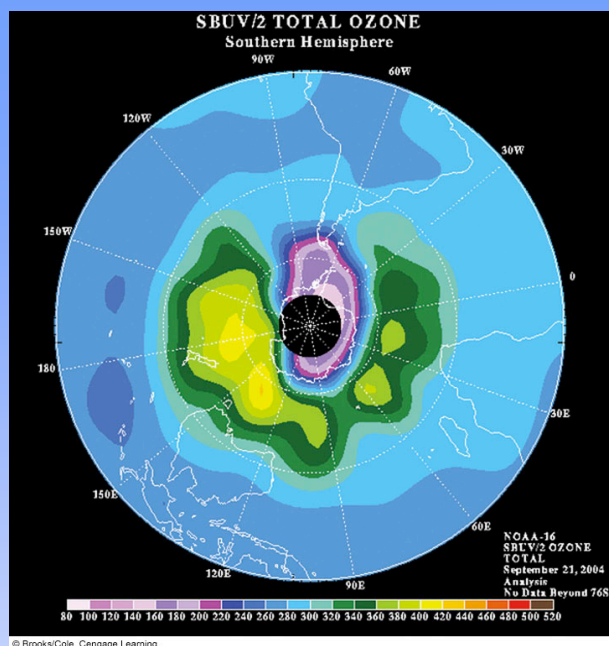 SBUV/2 TOTAL OZONE
Southern Hemisphere
90W
60W
120W
30W
150W
0
180
30E
150E
60E
120E
90E
NOAA-16
SBUV/2 OZONE
TOTAL
September 21, 2004
Analysis
No Data Beyond 76S
80 100 120 140 160 180 200 220 240 260 280 300 320 340 360 380 400 420 440 460 480 500 520
© Brooks/Cole, Cengage Learning